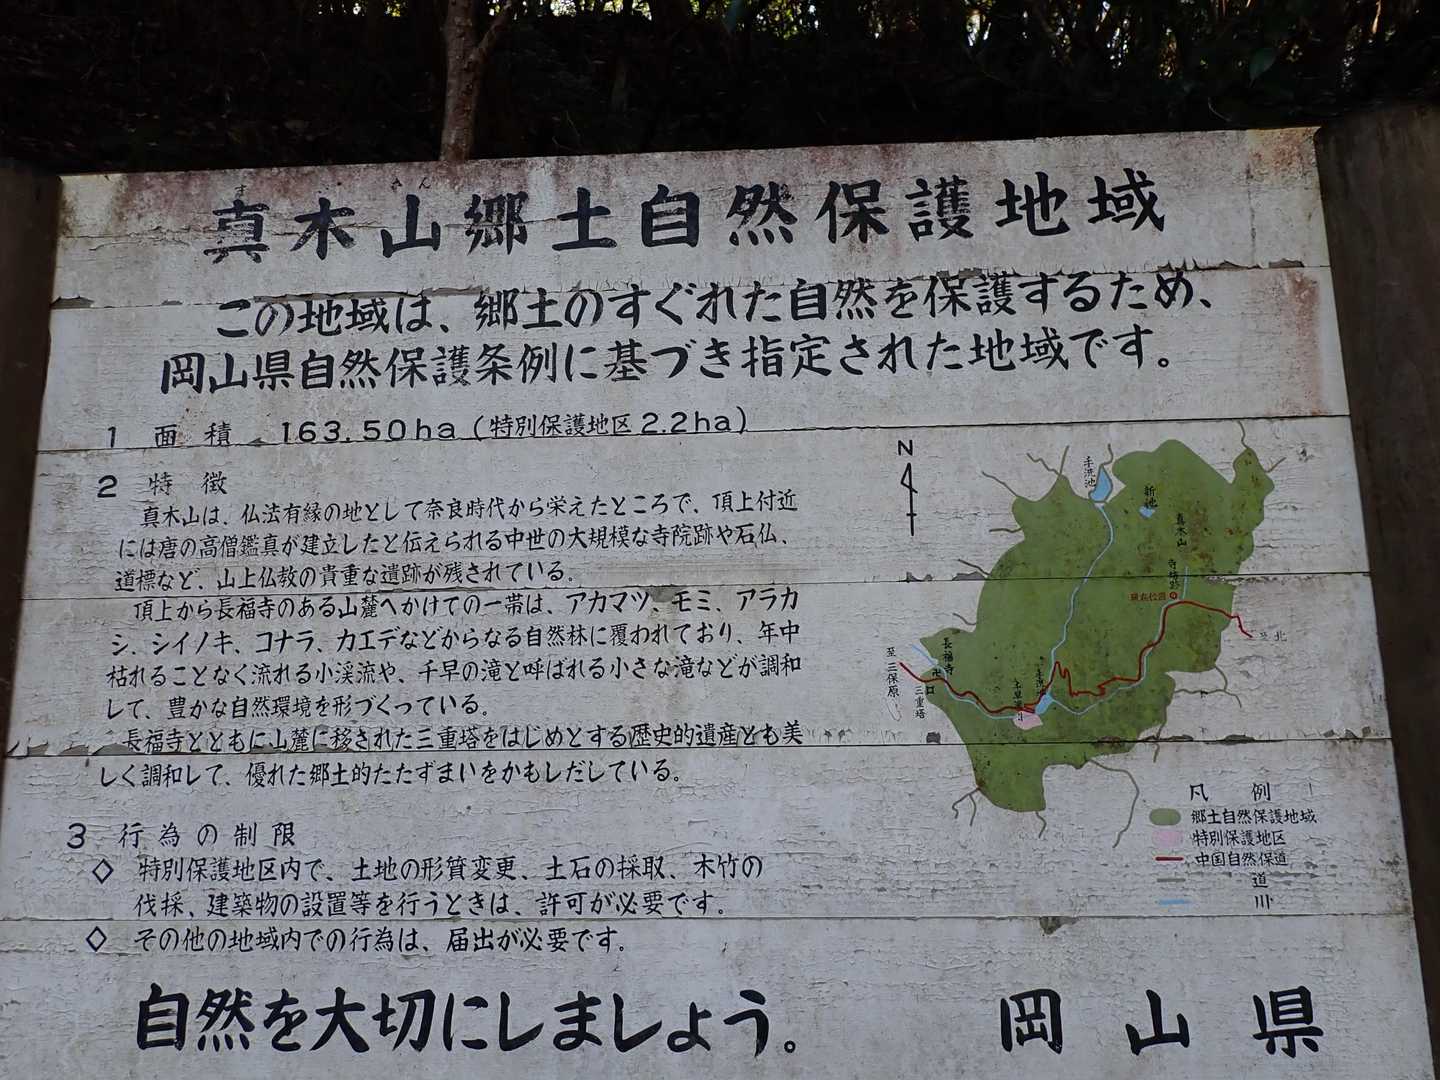 真木山郷土自然保護地域
この地域は、郷土のすぐれた自然を保護するため、
岡山県自然保護条例に基づき指定された地域です。
1 面積 163.50ha (特別保護地区2.2ha)
2 特徴
真木山は、仏法有縁の地として奈良時代から栄えたところで、頂上付近
には唐の高僧鑑真が建立したと伝えられる中世の大規模な寺院跡や石仏、
道標など、山上仏教の貴重な遺跡が残されている。
頂上から長福寺のある山麓へかけての一帯は、アカマツ、モミ、アラカ
シ、シイノキ、コナラ、カエデなどからなる自然林に覆われており、年中
枯れることなく流れる小渓流や、千早の滝と呼ばれる小さな滝などが調和
して、豊かな自然環境を形づくっている。
長福寺とともに山麓に移された三重塔をはじめとする歴史的遺産とも美
しく調和して、優れた郷土的たたずまいをかもしだしている。
3 行為の制限
◇ 特別保護地区内で、土地の形質変更、土石の採取、木竹の
伐採、建築物の設置等を行うときは、許可が必要です。
◇ その他の地域内での行為は、届出が必要です。
自然を大切にしましょう。
岡山県
N
新池
真木山
寺院跡
至 北
長福寺
卍
三重塔
至 三保原
凡例
郷土自然保護地域
特別保護地区
中国自然保道
道
川